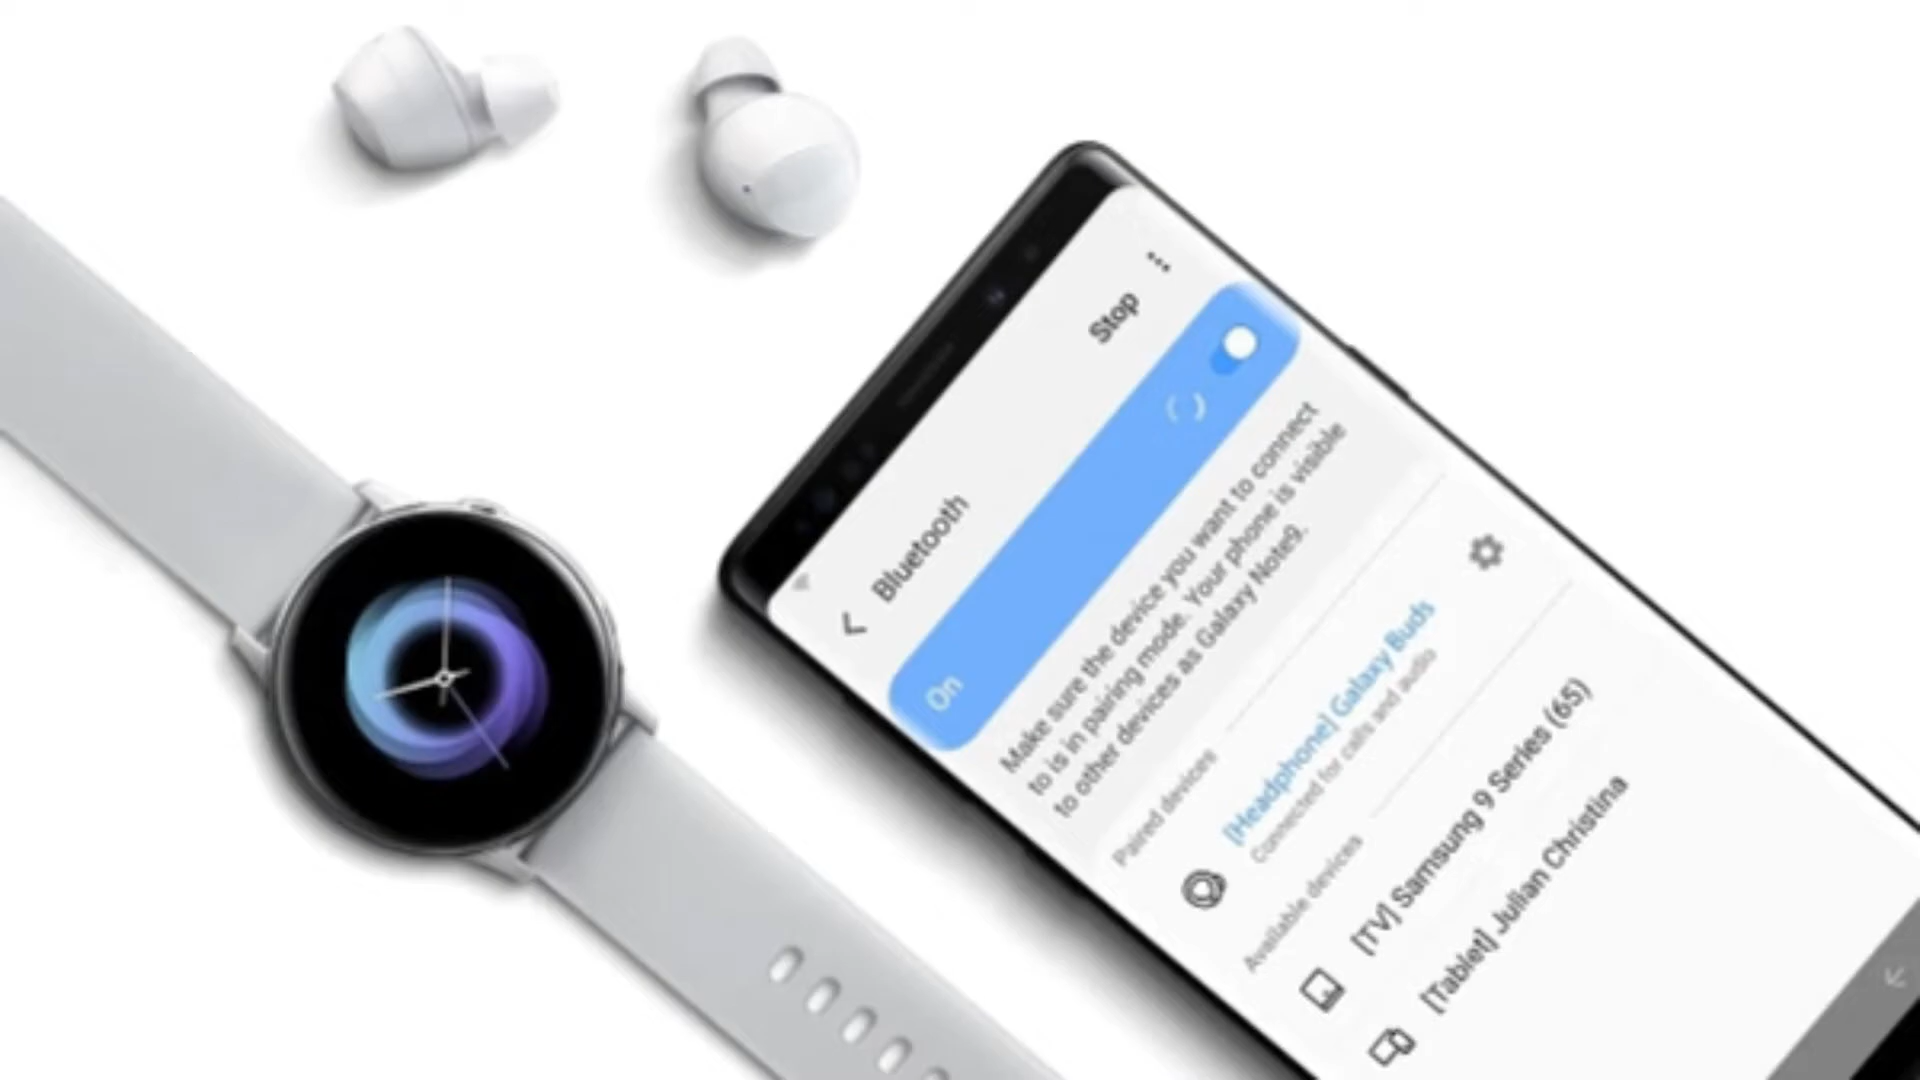 Bluetooth
Stop
On
Make sure the device you want to connect
to is in pairing mode. Your phone is visible
to other devices as Galaxy Note9.
Paired devices
[Headphone] Galaxy Buds
Connected for calls and audio
Available devices
[TV] Samsung 9 Series (65)
[Tablet] Julian Christina